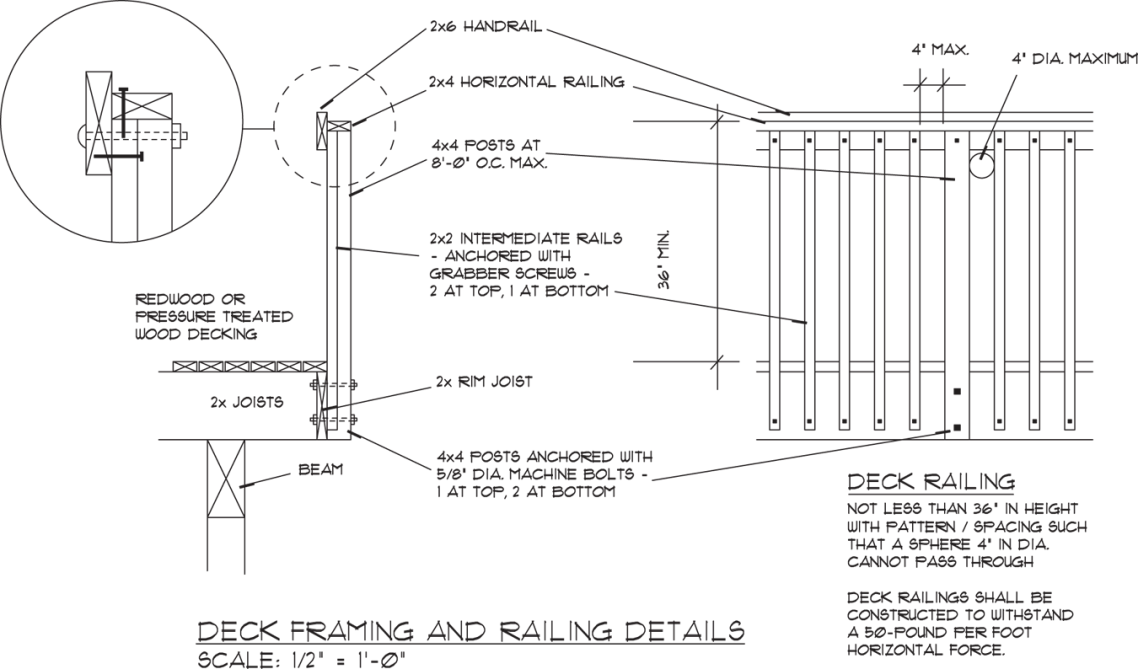 2x6 HANDRAIL
2x4 HORIZONTAL RAILING
4x4 POSTS AT
8'-0" O.C. MAX.
2x2 INTERMEDIATE RAILS
- ANCHORED WITH
GRABBER SCREWS -
2 AT TOP, 1 AT BOTTOM
4" MAX.
4" DIA. MAXIMUM
36" MIN.
REDWOOD OR
PRESSURE TREATED
WOOD DECKING
2x JOISTS
2x RIM JOIST
BEAM
4x4 POSTS ANCHORED WITH
5/8" DIA. MACHINE BOLTS -
1 AT TOP, 2 AT BOTTOM
DECK RAILING
NOT LESS THAN 36" IN HEIGHT
WITH PATTERN / SPACING SUCH
THAT A SPHERE 4" IN DIA.
CANNOT PASS THROUGH
DECK RAILINGS SHALL BE
CONSTRUCTED TO WITHSTAND
A 50-POUND PER FOOT
HORIZONTAL FORCE.
DECK FRAMING AND RAILING DETAILS
SCALE: 1/2" = 1'-0"